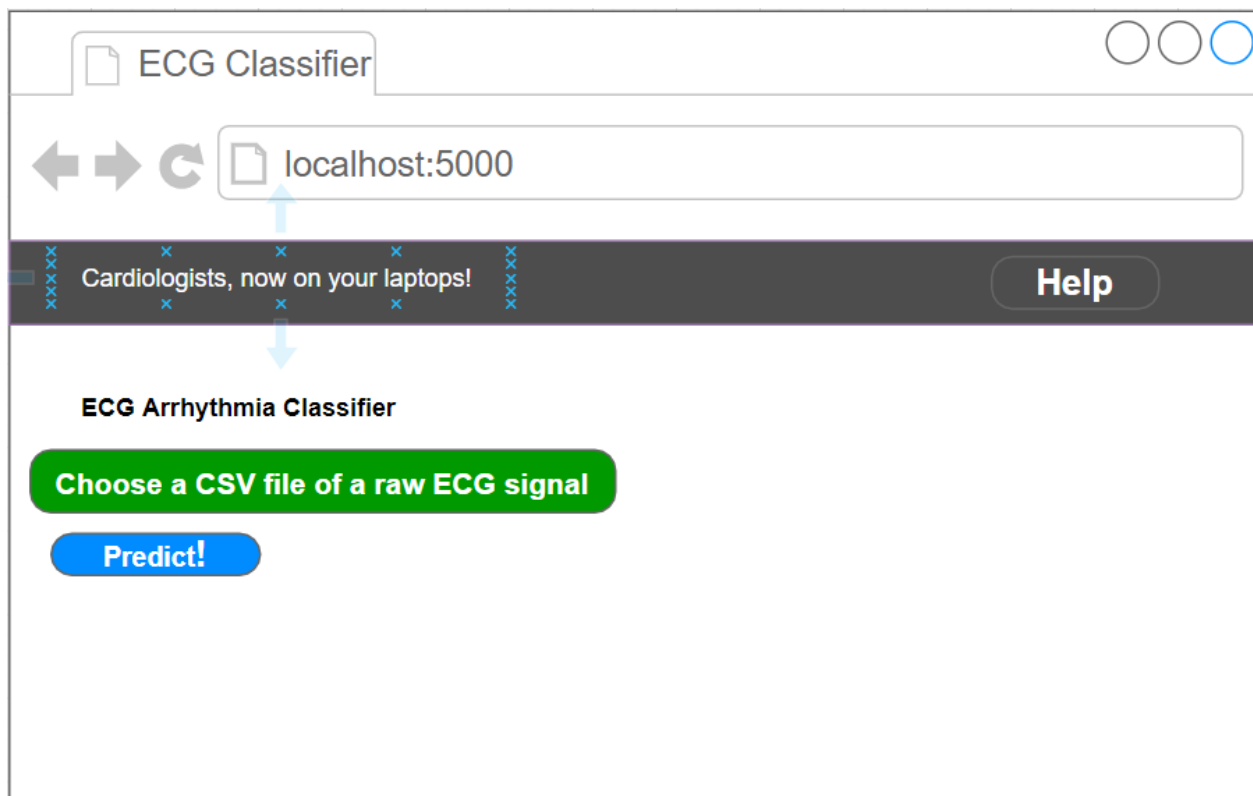 ECG Classifier
localhost:5000
Cardiologists, now on your laptops!
Help
ECG Arrhythmia Classifier
Choose a CSV file of a raw ECG signal
Predict!